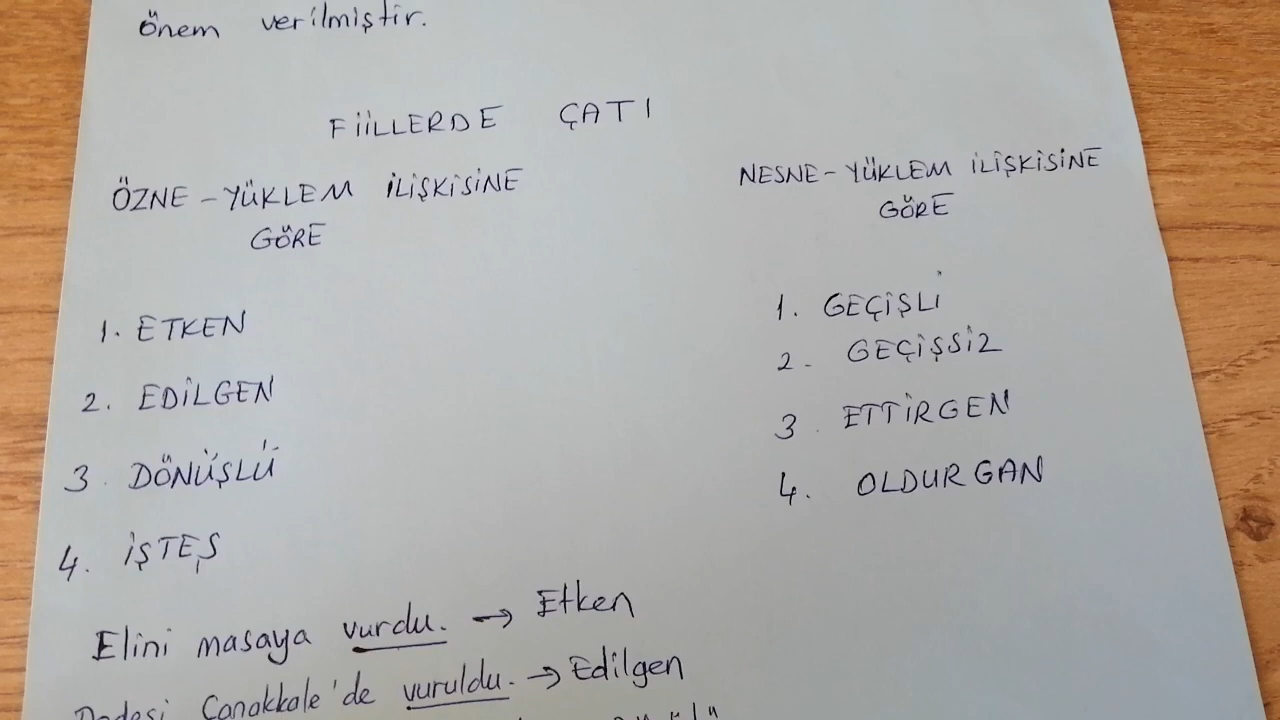 Önem verilmiştir.
FİİLLERDE ÇATI
ÖZNE - YÜKLEM İLİŞKİSİNE
GÖRE
1. ETKEN
2. EDİLGEN
3. DÖNÜŞLÜ
4. İŞTEŞ
NESNE - YÜKLEM İLİŞKİSİNE
GÖRE
1. GEÇİŞLİ
2. GEÇİŞSİZ
3. ETTİRGEN
4. OLDURGAN
Elini masaya vurdu. → Etken
Dedesi Çanakkale'de vuruldu. → Edilgen